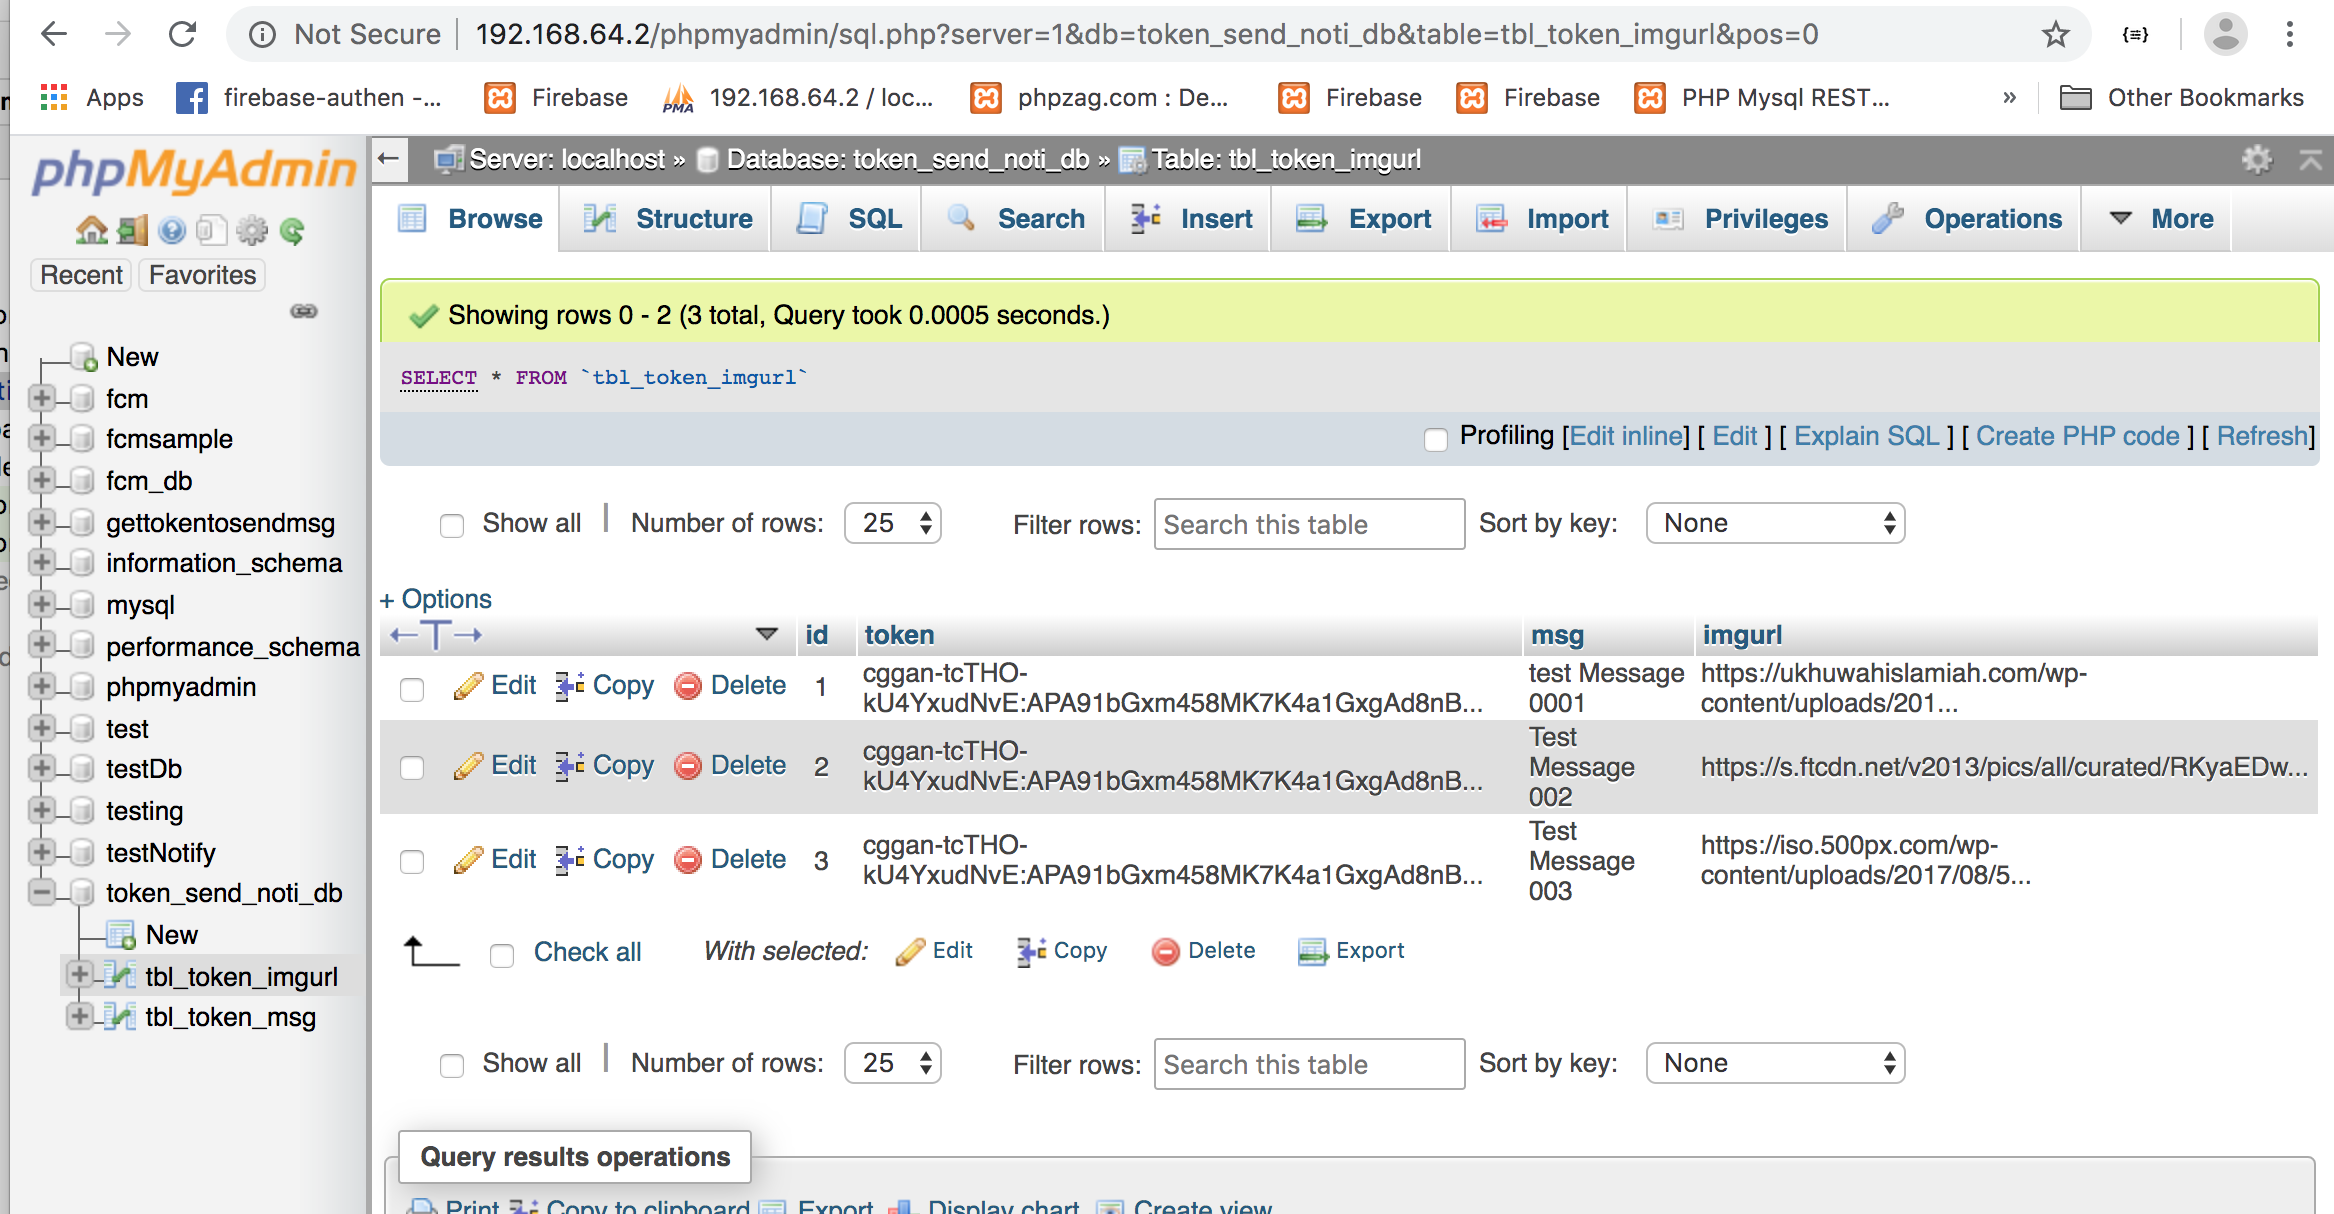 Not Secure 192.168.64.2/phpmyadmin/sql.php?server=1&db=token_send_noti_db&table=tbl_token_imgurl&pos=0
Apps firebase-authen -... Firebase 192.168.64.2 / loc... phpzag.com : De... Firebase Firebase PHP Mysql REST... » Other Bookmarks
phpMyAdmin
Recent Favorites
New
fcm
fcmsample
fcm_db
gettokentosendmsg
information_schema
mysql
performance_schema
phpmyadmin
test
testDb
testing
testNotify
token_send_noti_db
New
tbl_token_imgurl
tbl_token_msg
Server: localhost » Database: token_send_noti_db » Table: tbl_token_imgurl
Browse Structure SQL Search Insert Export Import Privileges Operations More
Showing rows 0 - 2 (3 total, Query took 0.0005 seconds.)
SELECT * FROM `tbl_token_imgurl`
Profiling [Edit inline] [ Edit ] [ Explain SQL ] [ Create PHP code ] [ Refresh]
Show all | Number of rows: 25 Filter rows: Search this table Sort by key: None
+ Options
←T→ id token msg imgurl
Edit Copy Delete 1 cggan-tcTHO-
kU4YxudNvE:APA91bGxm458MK7K4a1GxgAd8nB...
test Message
0001
https://ukhuwahislamiah.com/wp-
content/uploads/201...
Edit Copy Delete 2 cggan-tcTHO-
kU4YxudNvE:APA91bGxm458MK7K4a1GxgAd8nB...
Test
Message
002
https://s.ftcdn.net/v2013/pics/all/curated/RKyaEDw...
Edit Copy Delete 3 cggan-tcTHO-
kU4YxudNvE:APA91bGxm458MK7K4a1GxgAd8nB...
Test
Message
003
https://iso.500px.com/wp-
content/uploads/2017/08/5...
Check all With selected: Edit Copy Delete Export
Show all | Number of rows: 25 Filter rows: Search this table Sort by key: None
Query results operations
Print Copy to clipboard Export Display chart Create view